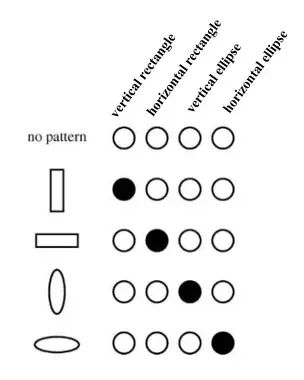 vertical rectangle
horizontal rectangle
vertical ellipse
horizontal ellipse
no pattern